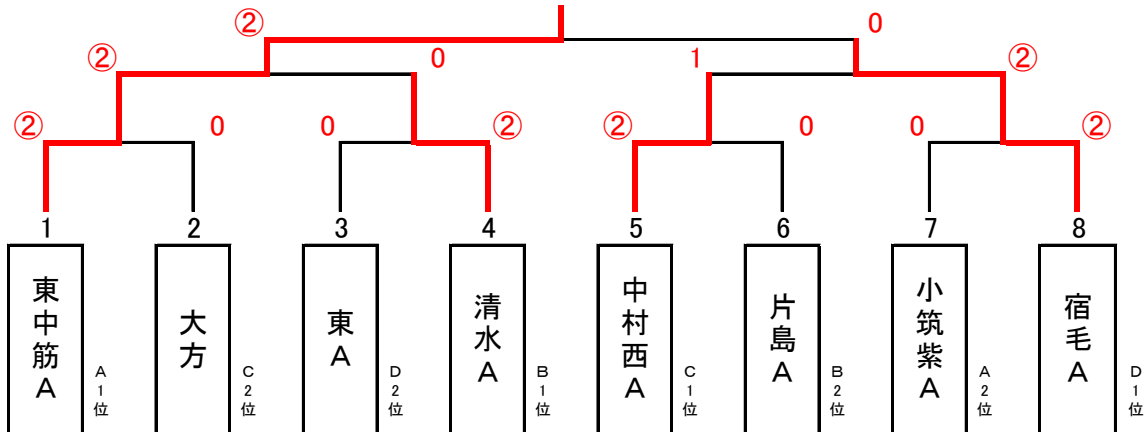 ② 0
② 0 1 ②
② 0 0 ② ② 0 0 ②
1 2 3 4 5 6 7 8
東中筋A
A1位
大方
C2位
東A
D2位
清水A
B1位
中村西A
C1位
片島A
B2位
小筑紫A
A2位
宿毛A
D1位